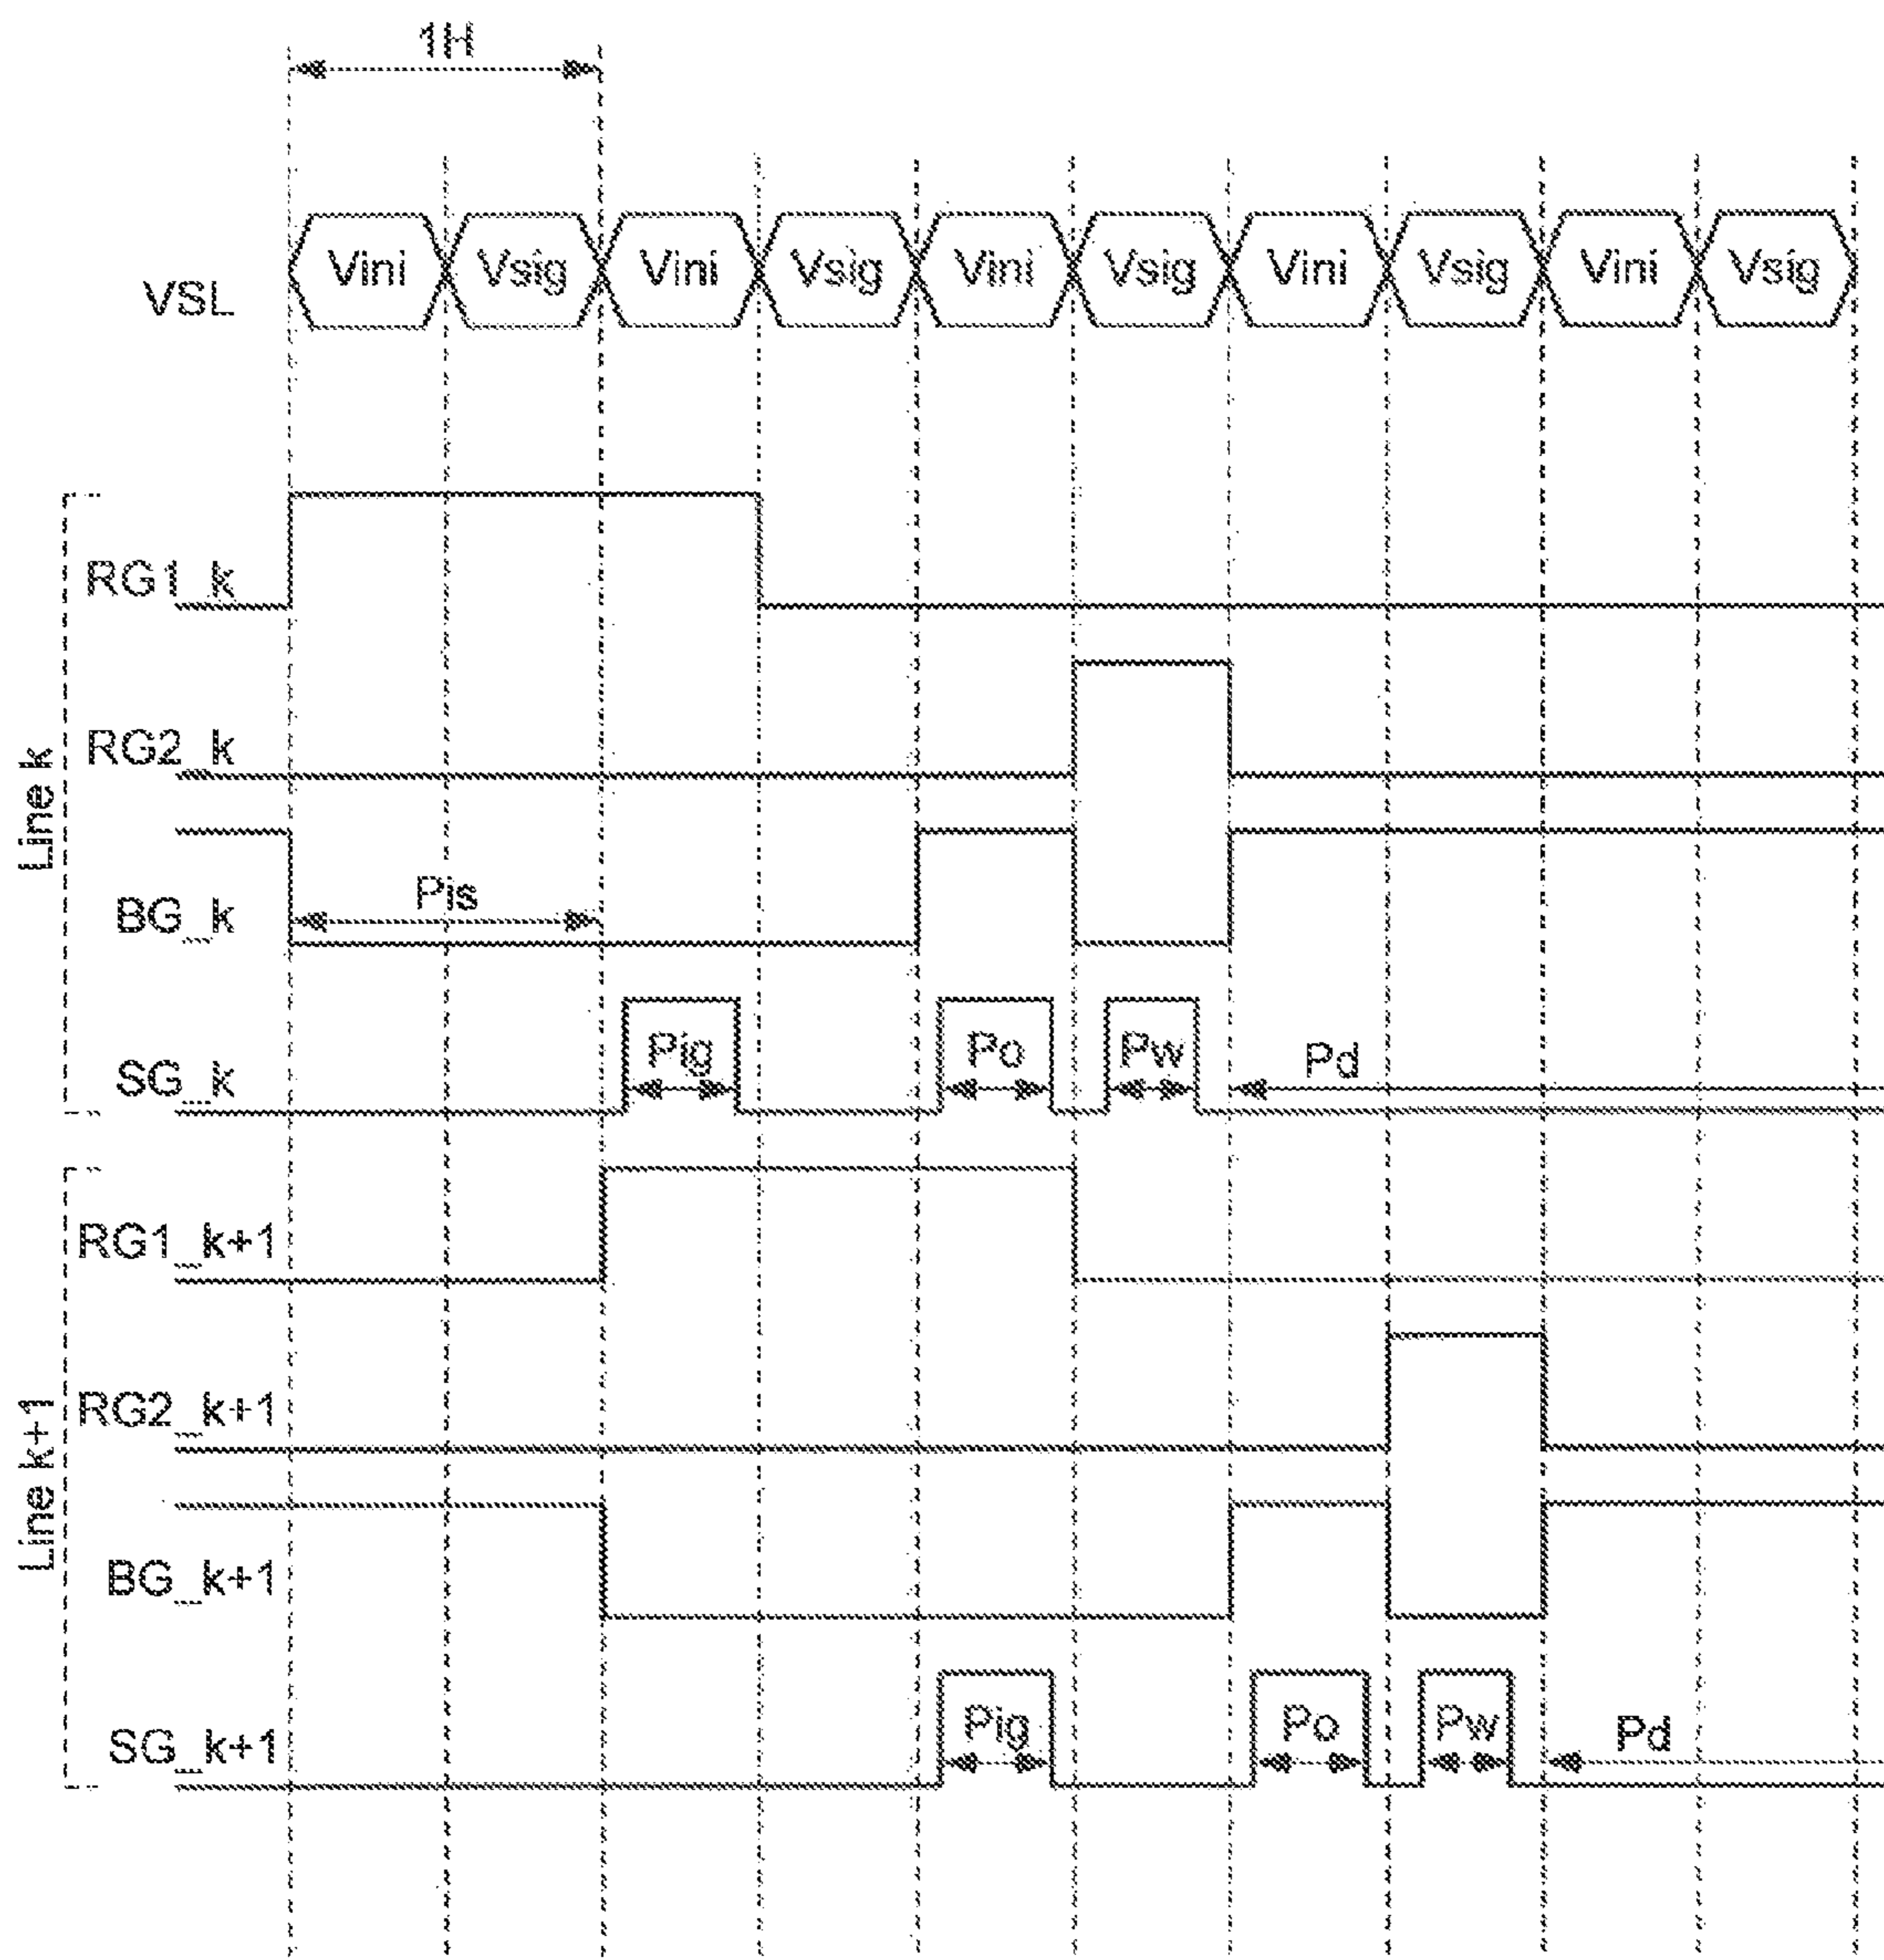 1H
VSL Vini Vsig Vini Vsig Vini Vsig Vini Vsig Vini Vsig
Line k
RG1_k
RG2_k
BG_k Pis
SG_k Pig Po Pw Pd
Line k+1
RG1_k+1
RG2_k+1
BG_k+1
SG_k+1 Pig Po Pw Pd